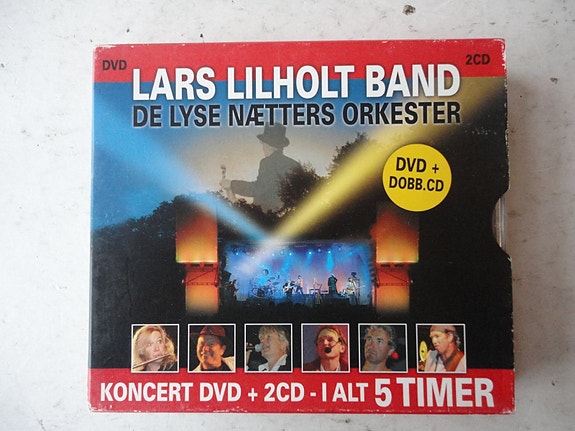 DVD
2CD
LARS LILHOLT BAND
DE LYSE NÆTTERS ORKESTER
DVD +
DOBB.CD
KONCERT DVD + 2CD - I ALT 5 TIMER